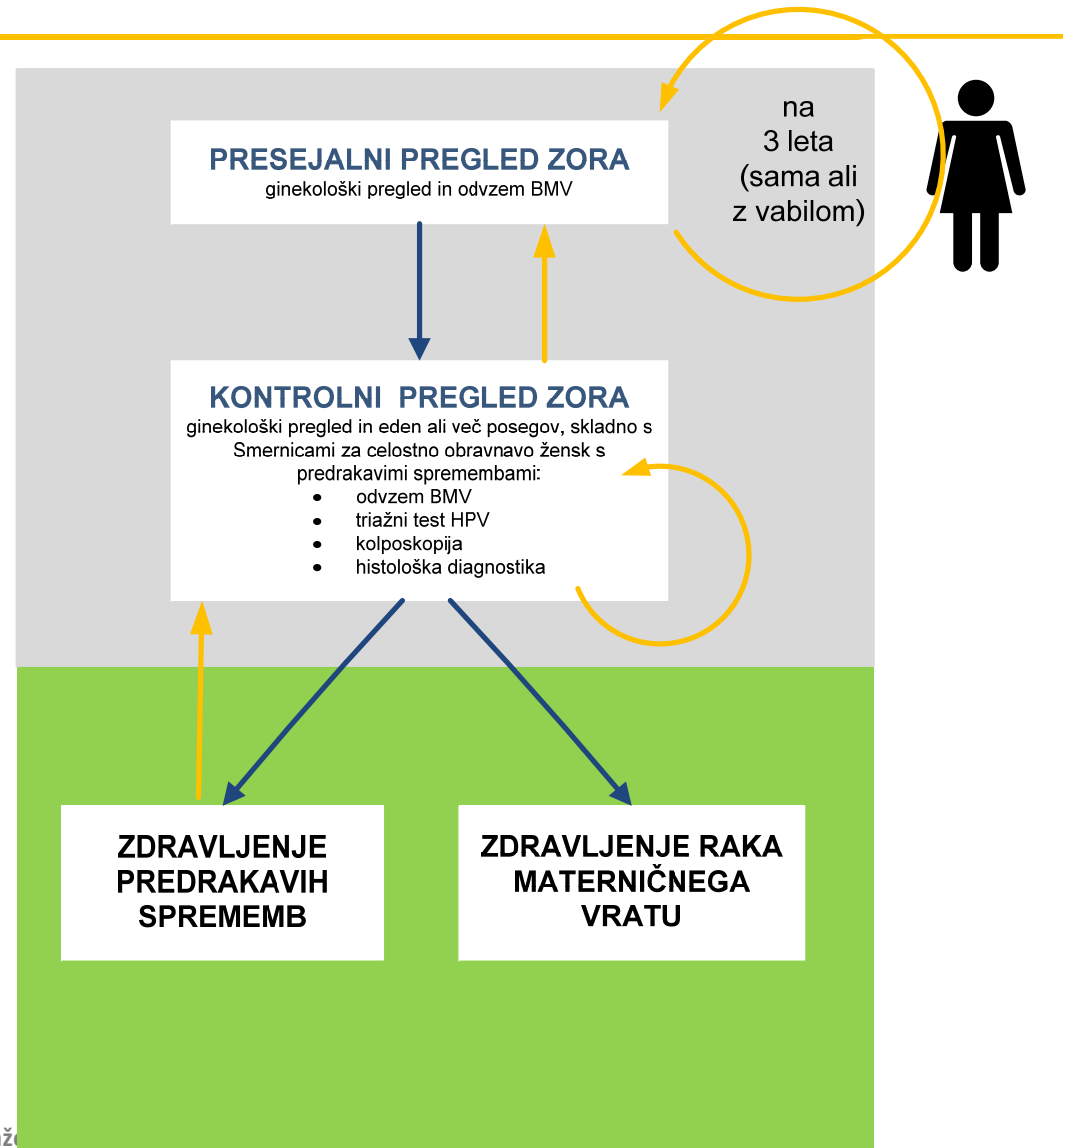 PRESEJALNI PREGLED ZORA
ginekološki pregled in odvzem BMV
na
3 leta
(sama ali
z vabilom)
KONTROLNI PREGLED ZORA
ginekološki pregled in eden ali več posegov, skladno s
Smernicami za celostno obravnavo žensk s
predrakavimi spremembami:
• odvzem BMV
• triažni test HPV
• kolposkopija
• histološka diagnostika
ZDRAVLJENJE
PREDRAKAVIH
SPREMEMB
ZDRAVLJENJE RAKA
MATERNIČNEGA
VRATU